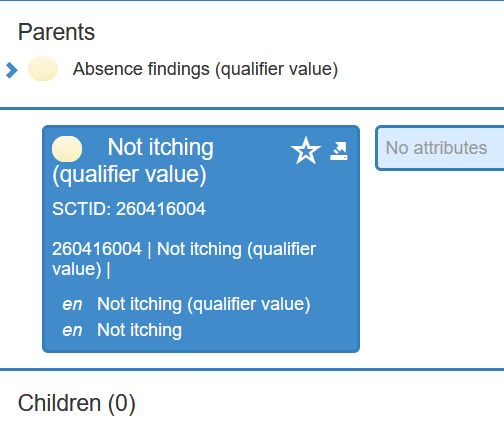 Parents
Absence findings (qualifier value)
Not itching
(qualifier value)
No attributes
SCTID: 260416004
260416004 | Not itching (qualifier
value) |
en Not itching (qualifier value)
en Not itching
Children (0)